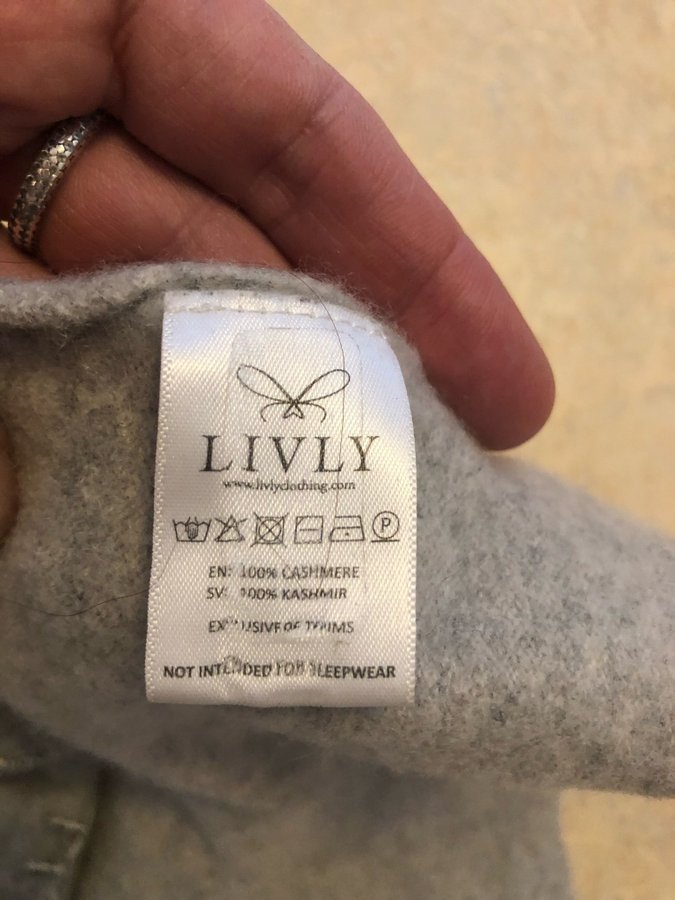 LIVLY
www.livlyclothing.com
P
EN: 100% CASHMERE
SV: 100% KASHMIR
EXCLUSIVE OF TRIMS
NOT INTENDED FOR SLEEPWEAR